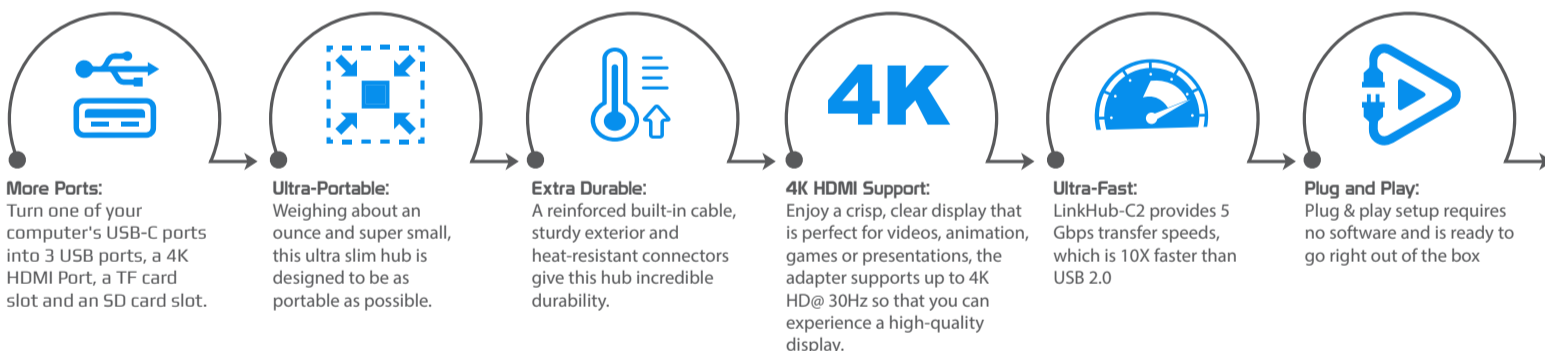 4K
More Ports:
Turn one of your
computer's USB-C ports
into 3 USB ports, a 4K
HDMI Port, a TF card
slot and an SD card slot.
Ultra-Portable:
Weighing about an
ounce and super small,
this ultra slim hub is
designed to be as
portable as possible.
Extra Durable:
A reinforced built-in cable,
sturdy exterior and
heat-resistant connectors
give this hub incredible
durability.
4K HDMI Support:
Enjoy a crisp, clear display that
is perfect for videos, animation,
games or presentations, the
adapter supports up to 4K
HD@ 30Hz so that you can
experience a high-quality
display.
Ultra-Fast:
LinkHub-C2 provides 5
Gbps transfer speeds,
which is 10X faster than
USB 2.0
Plug and Play:
Plug & play setup requires
no software and is ready to
go right out of the box